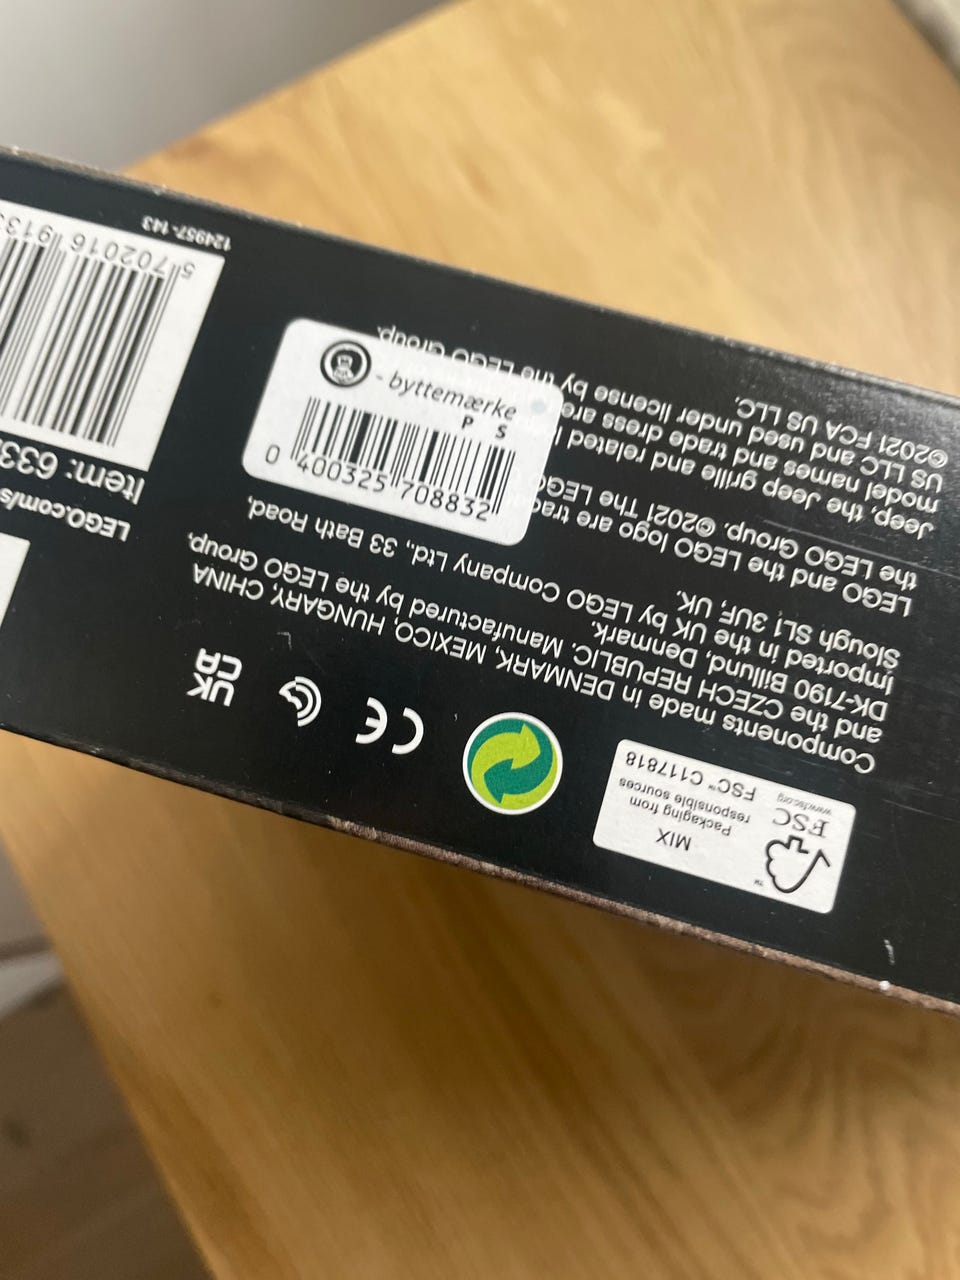 MIX
Packaging from
responsible sources
FSC™ C117818
FSC
www.fsc.org
™
CE
UK
CA
Components made in DENMARK, MEXICO, HUNGARY, CHINA
and the CZECH REPUBLIC. Manufactured by the LEGO Group,
DK-7190 Billund, Denmark.
Imported in the UK by LEGO Company Ltd., 33 Bath Road,
Slough SL1 3UF, UK.
LEGO and the LEGO logo are
the LEGO Group. ©2021 The LEGO
Jeep, the Jeep grille and related
model names and trade dress are
US LLC and used under license by the LEGO Group.
©2021 FCA US LLC.
- byttemærke
P S
0 400325 708832
LEGO.com/s
Item: 633
5 702016 913
124957-143